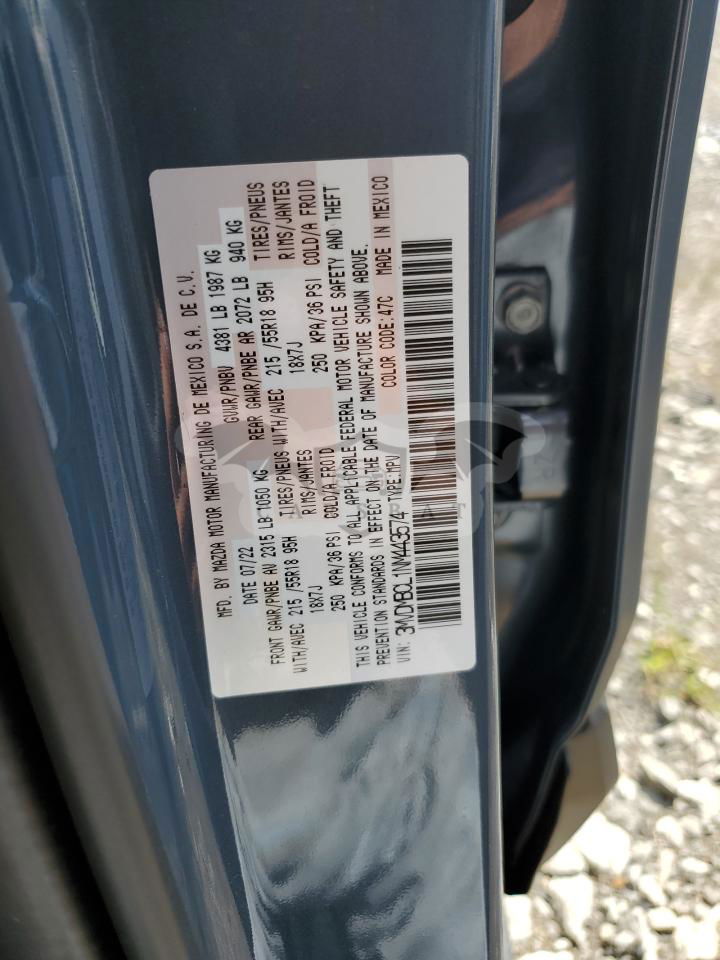 MFD. BY MAZDA MOTOR MANUFACTURING DE MEXICO S.A. DE C.V.
DATE 07/22 GVWR/PNBV 4381 LB 1987 KG
FRONT GAWR/PNBE AV 2315 LB 1050 KG REAR GAWR/PNBE AR 2072 LB 940 KG
WITH/AVEC 215 /55R18 95H TIRES/PNEUS WITH/AVEC 215 /55R18 95H TIRES/PNEUS
18X7J RIMS/JANTES 18X7J RIMS/JANTES
250 KPA/36 PSI COLD/A FROID 250 KPA/36 PSI COLD/A FROID
THIS VEHICLE CONFORMS TO ALL APPLICABLE FEDERAL MOTOR VEHICLE SAFETY AND THEFT
PREVENTION STANDARDS IN EFFECT ON THE DATE OF MANUFACTURE SHOWN ABOVE.
VIN: 3MVDMBCL1NM443574 TYPE:MPV COLOR CODE:47C MADE IN MEXICO